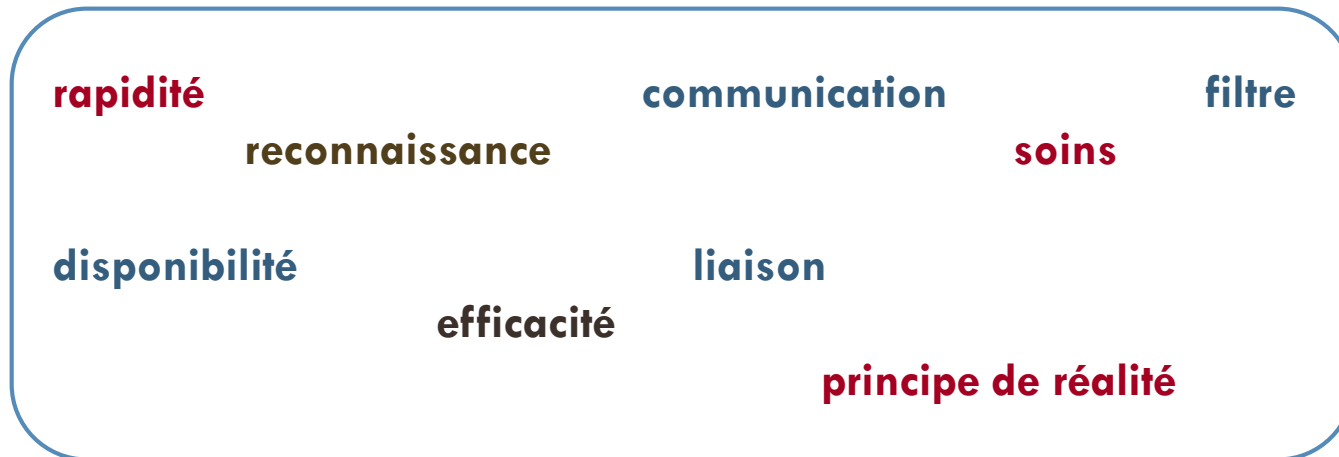 rapidité communication filtre
reconnaissance soins
disponibilité liaison
efficacité
principe de réalité